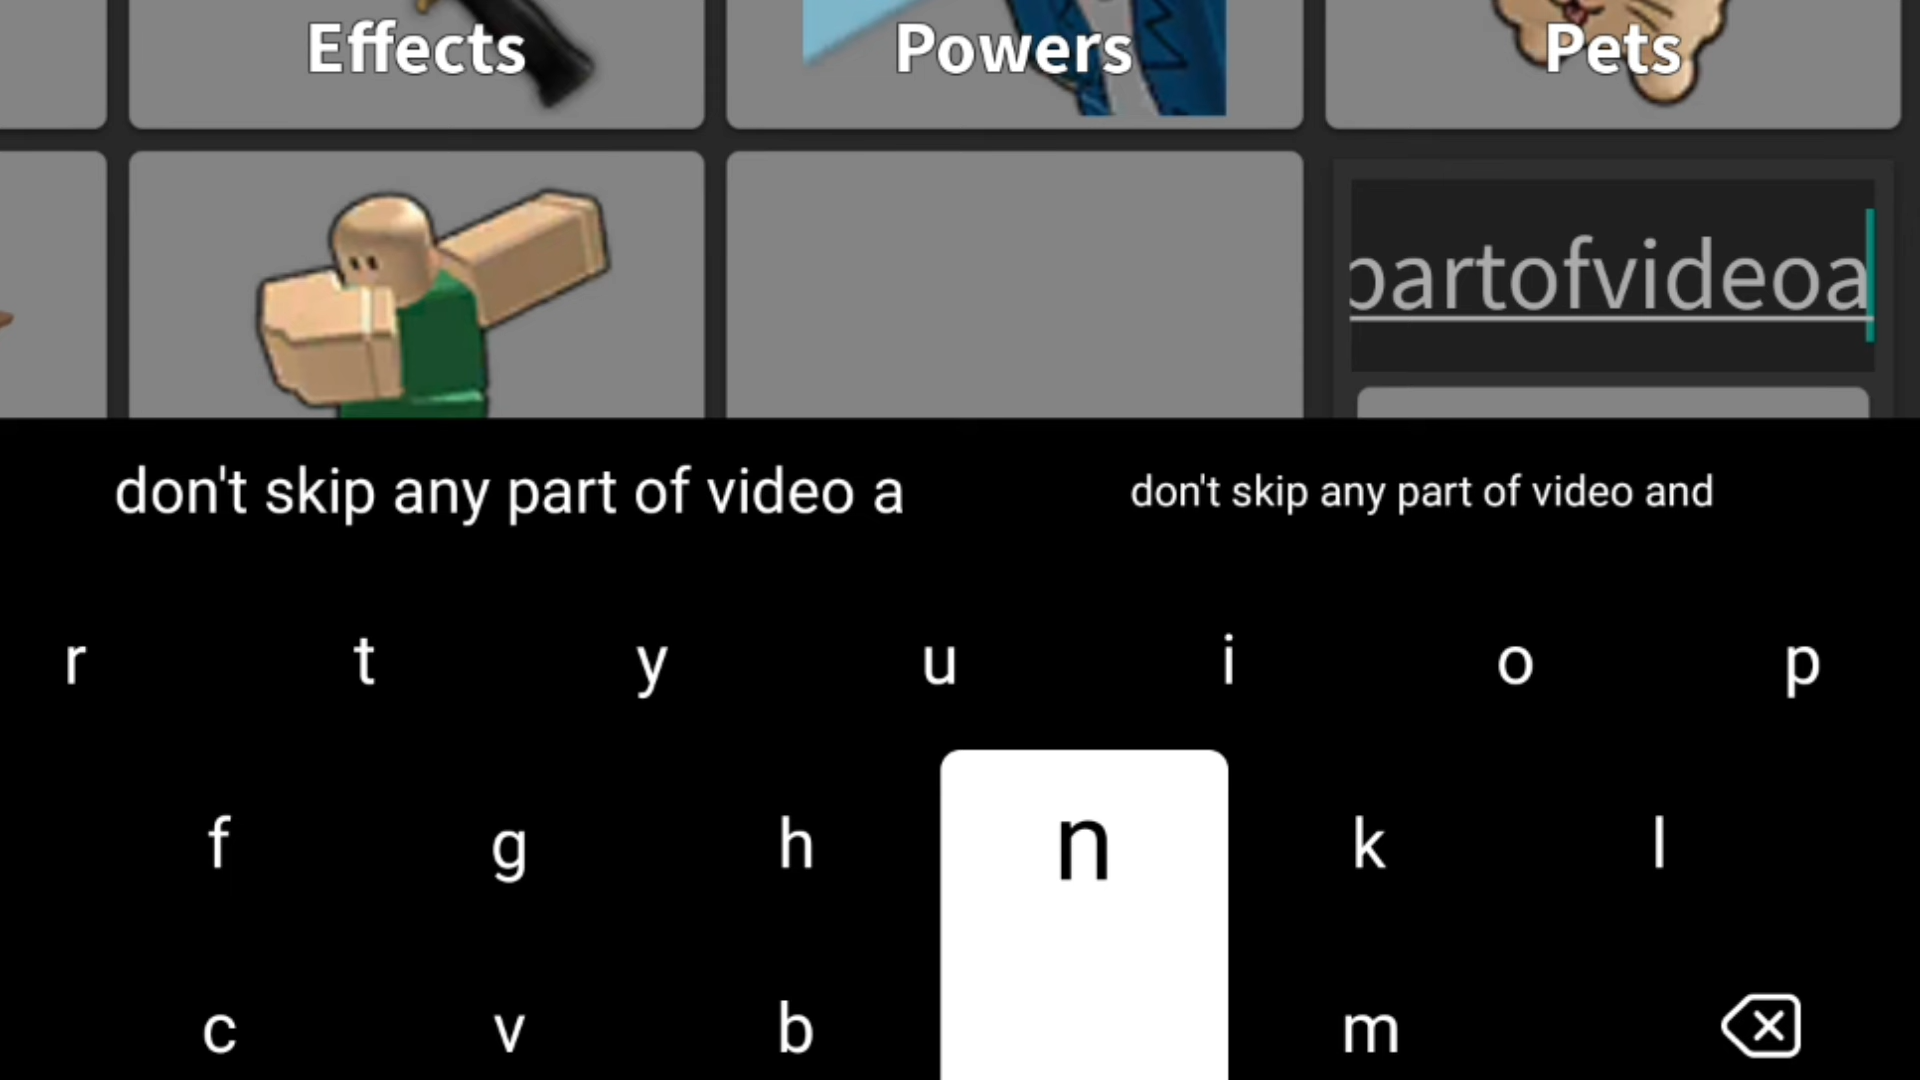 Effects Powers Pets
partofvideoa
don't skip any part of video a don't skip any part of video and
r t y u i o p
f g h n k l
c v b m